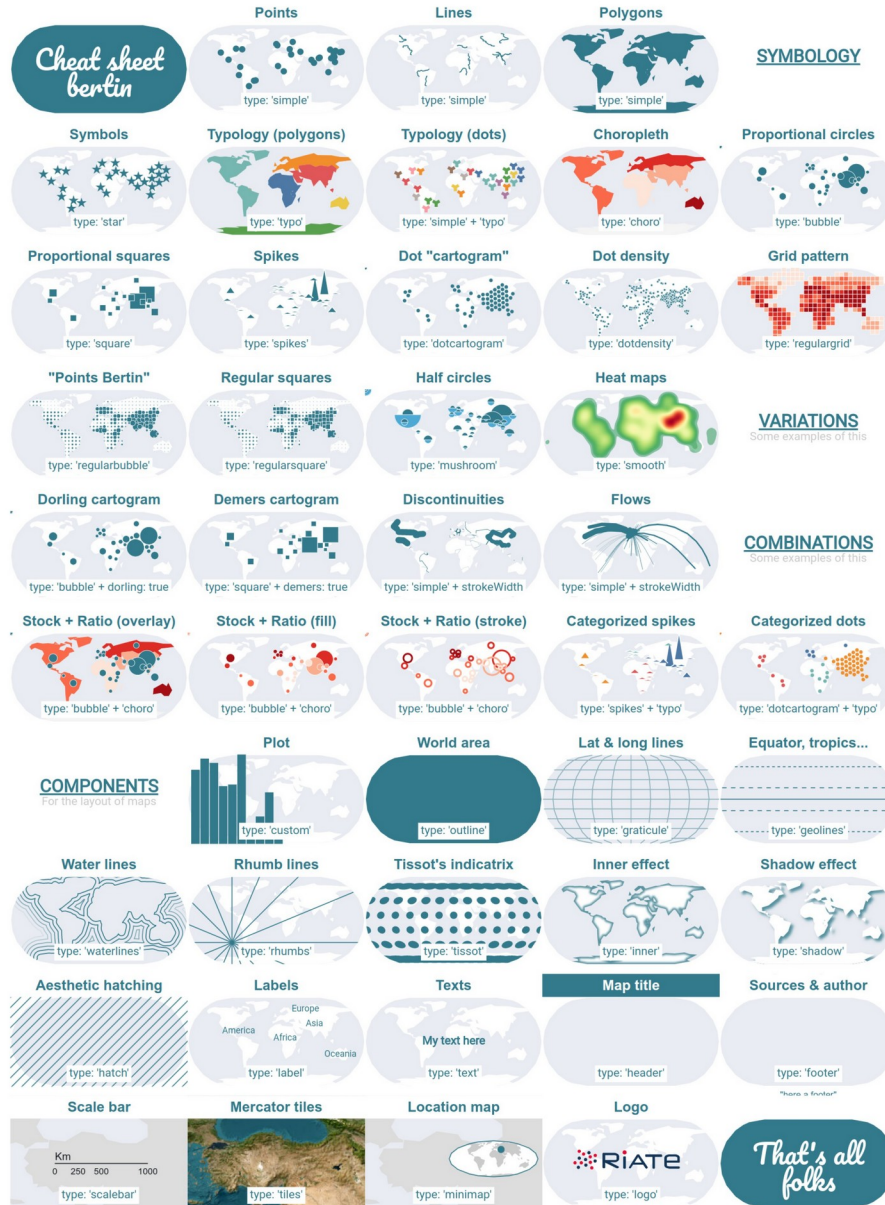 Cheat sheet
bertin
Points
type: 'simple'
Lines
type: 'simple'
Polygons
type: 'simple'
SYMBOLOGY
Symbols
type: 'star'
Typology (polygons)
type: 'typo'
Typology (dots)
type: 'simple' + 'typo'
Choropleth
type: 'choro'
Proportional circles
type: 'bubble'
Proportional squares
type: 'square'
Spikes
type: 'spikes'
Dot "cartogram"
type: 'dotcartogram'
Dot density
type: 'dotdensity'
Grid pattern
type: 'regulargrid'
"Points Bertin"
type: 'regularbubble'
Regular squares
type: 'regularsquare'
Half circles
type: 'mushroom'
Heat maps
type: 'smooth'
VARIATIONS
Some examples of this
Dorling cartogram
type: 'bubble' + dorling: true
Demers cartogram
type: 'square' + demers: true
Discontinuities
type: 'simple' + strokeWidth
Flows
type: 'simple' + strokeWidth
COMBINATIONS
Some examples of this
Stock + Ratio (overlay)
type: 'bubble' + 'choro'
Stock + Ratio (fill)
type: 'bubble' + 'choro'
Stock + Ratio (stroke)
type: 'bubble' + 'choro'
Categorized spikes
type: 'spikes' + 'typo'
Categorized dots
type: 'dotcartogram' + 'typo'
COMPONENTS
For the layout of maps
Plot
type: 'custom'
World area
type: 'outline'
Lat & long lines
type: 'graticule'
Equator, tropics...
type: 'geolines'
Water lines
type: 'waterlines'
Rhumb lines
type: 'rhumbs'
Tissot's indicatrix
type: 'tissot'
Inner effect
type: 'inner'
Shadow effect
type: 'shadow'
Aesthetic hatching
type: 'hatch'
Labels
America
Europe
Asia
Africa
Oceania
type: 'label'
Texts
My text here
type: 'text'
Map title
type: 'header'
Sources & author
type: 'footer'
"here a footer"
Scale bar
Km
0 250 500 1000
type: 'scalebar'
Mercator tiles
type: 'tiles'
Location map
type: 'minimap'
Logo
RIATE
type: 'logo'
That's all
folks